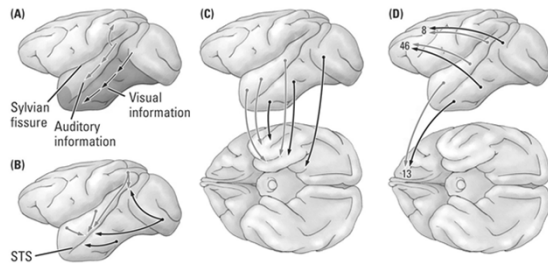 (A)
Sylvian
fissure
Auditory
information
Visual
information
(B)
STS
(C)
(D)
8
46
13